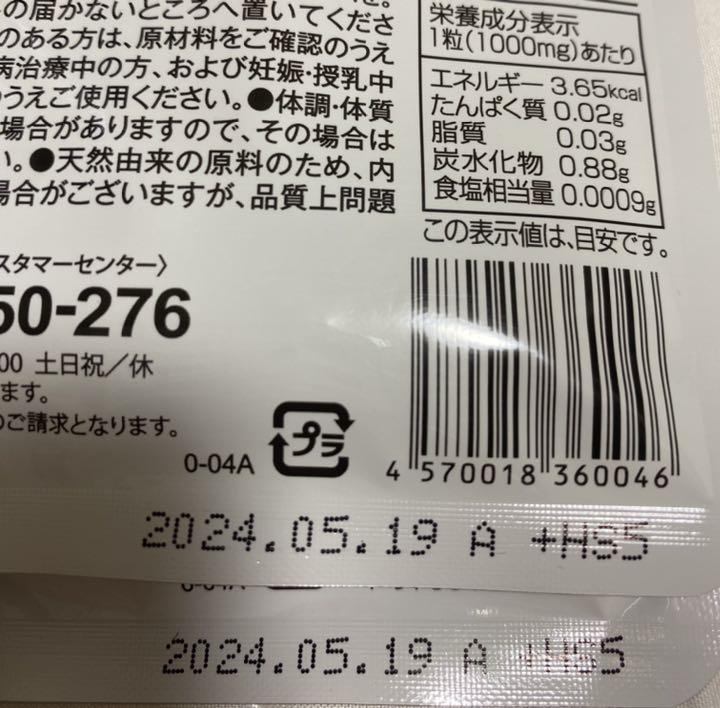 の届かないところへ置いてくださ
のある方は、原材料をご確認のうえ
病治療中の方、および妊娠・授乳中
うえご使用ください。●体調・体質
場合がありますので、その場合は
い。●天然由来の原料のため、内
場合がございますが、品質上問題
スタマーセンター〉
50-276
00 土日祝／休
ます。
のご請求となります。
プラ
0-04A
栄養成分表示
1粒(1000mg)あたり
エネルギー 3.65kcal
たんぱく質 0.02g
脂質 0.03g
炭水化物 0.88g
食塩相当量 0.0009g
この表示値は、目安です。
4 570018 360046
2024.05.19 A +HS5
2024.05.19 A +HS5